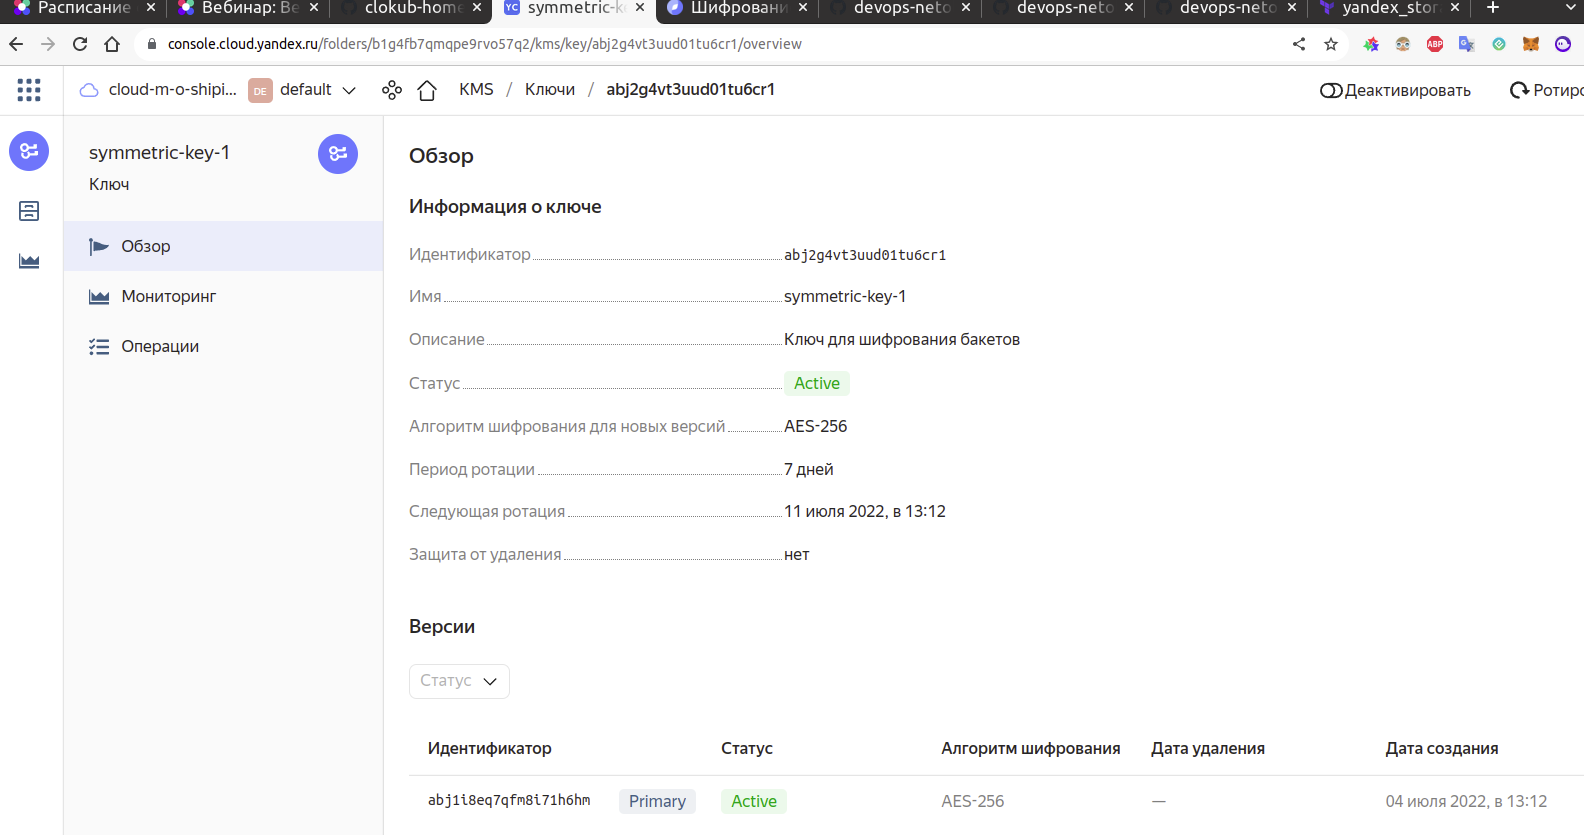 Расписание
Вебинар: Ве
clokub-home
YC symmetric-ke
Шифровани
devops-neto
devops-neto
devops-neto
yandex_stor
console.cloud.yandex.ru/folders/b1g4fb7qmqpe9rvo57q2/kms/key/abj2g4vt3uud01tu6cr1/overview
ABP
cloud-m-o-shipi... DE default KMS / Ключи / abj2g4vt3uud01tu6cr1 Деактивировать Ротиро
symmetric-key-1
Ключ
Обзор
Мониторинг
Операции
Обзор
Информация о ключе
Идентификатор abj2g4vt3uud01tu6cr1
Имя symmetric-key-1
Описание Ключ для шифрования бакетов
Статус Active
Алгоритм шифрования для новых версий AES-256
Период ротации 7 дней
Следующая ротация 11 июля 2022, в 13:12
Защита от удаления нет
Версии
Статус
Идентификатор Статус Алгоритм шифрования Дата удаления Дата создания
abj1i8eq7qfm8i71h6hm Primary Active AES-256 — 04 июля 2022, в 13:12